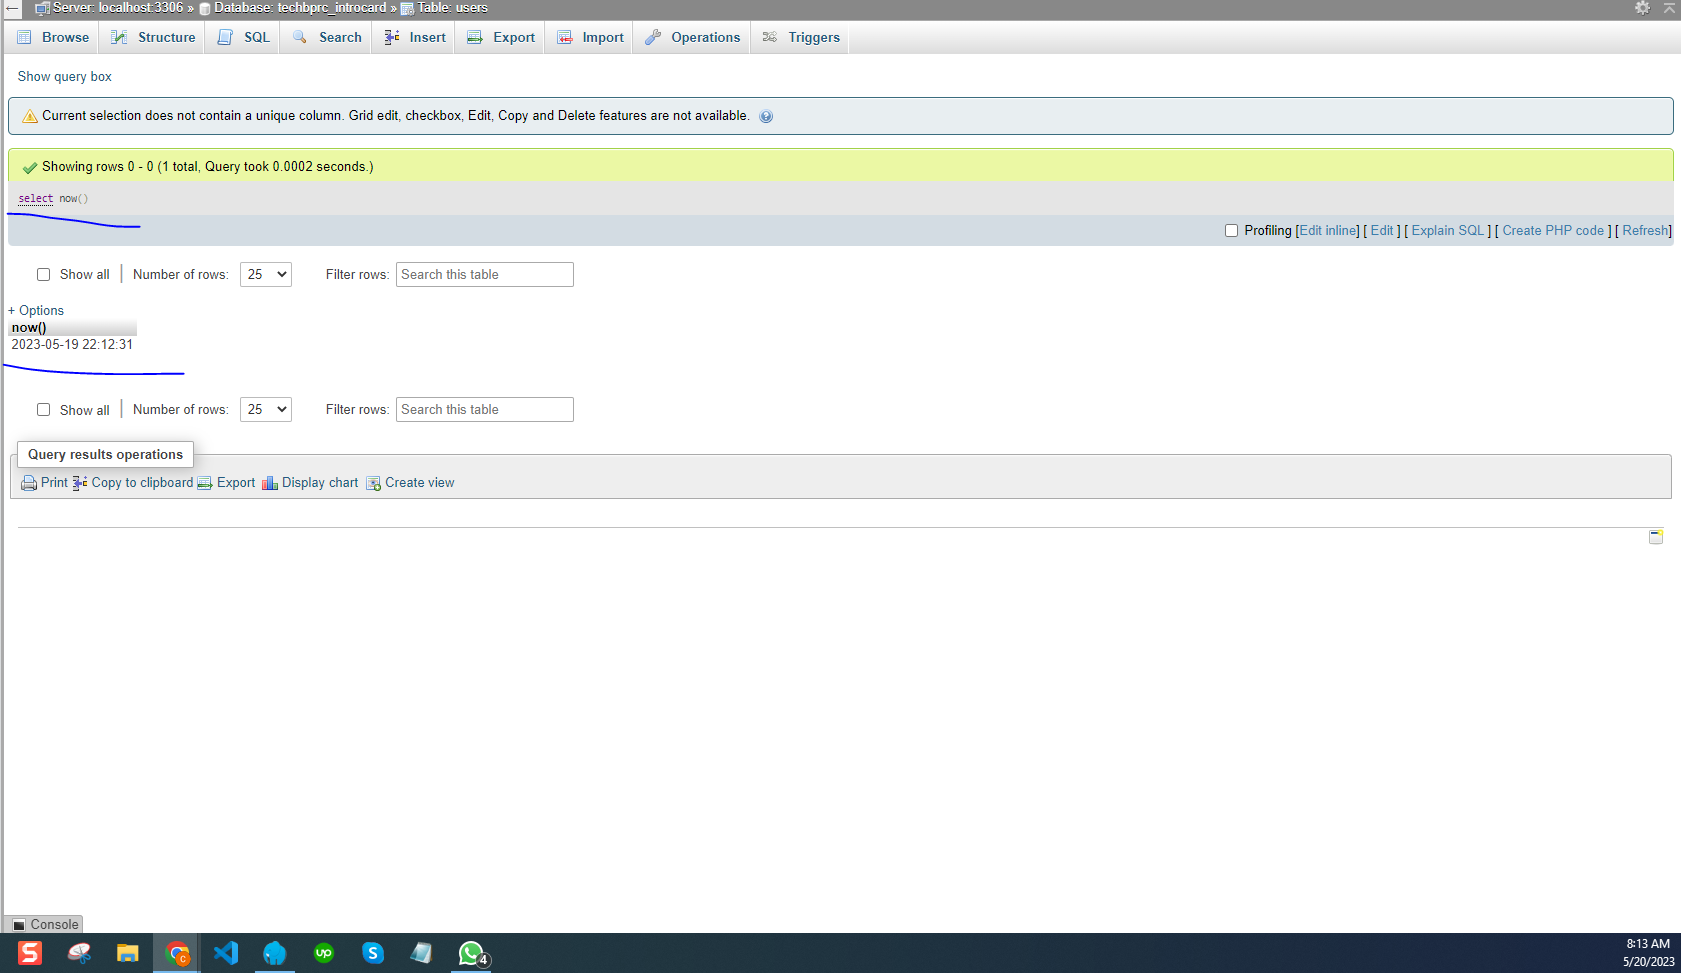 Server: localhost:3306 » Database: techbprc_introcard » Table: users
Browse Structure SQL Search Insert Export Import Operations Triggers
Show query box
Current selection does not contain a unique column. Grid edit, checkbox, Edit, Copy and Delete features are not available.
Showing rows 0 - 0 (1 total, Query took 0.0002 seconds.)
select now()
Profiling [Edit inline] [ Edit ] [ Explain SQL ] [ Create PHP code ] [ Refresh]
Show all Number of rows: 25 Filter rows: Search this table
+ Options
now()
2023-05-19 22:12:31
Show all Number of rows: 25 Filter rows: Search this table
Query results operations
Print Copy to clipboard Export Display chart Create view
Console
S C up S 4
8:13 AM
5/20/2023